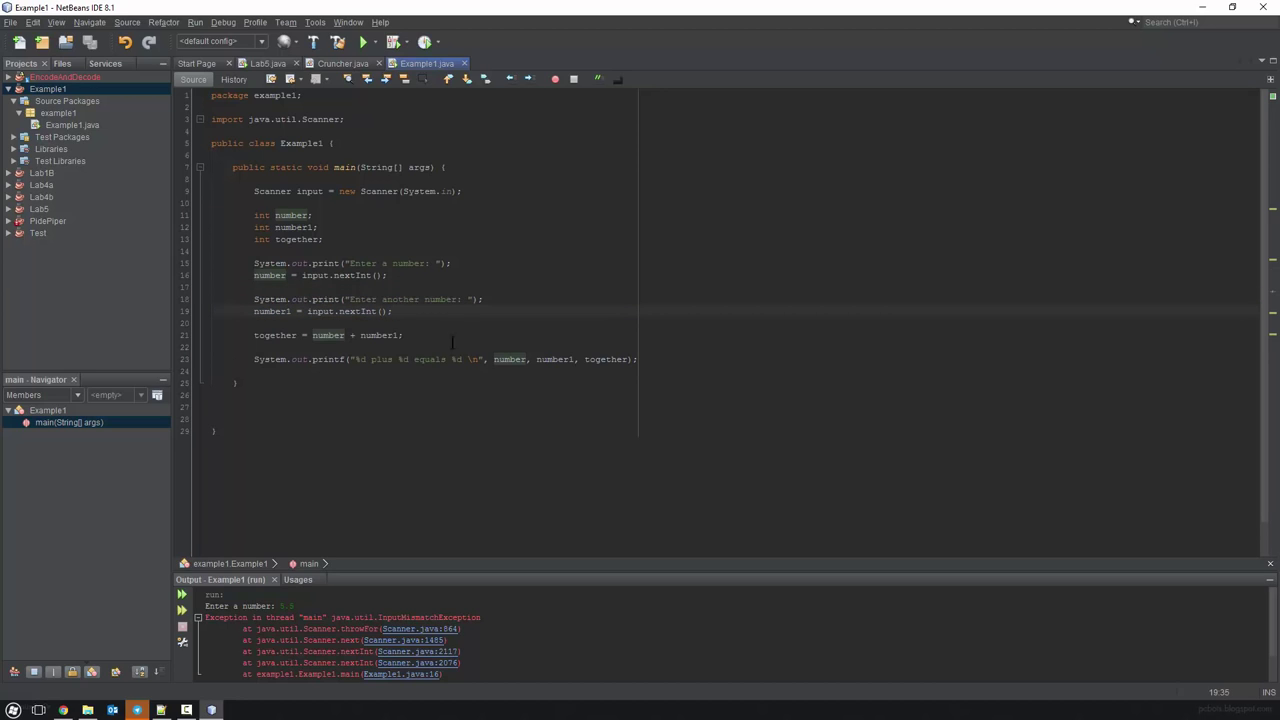 Example1 - NetBeans IDE 8.1
File Edit View Navigate Source Refactor Run Debug Profile Team Tools Window Help
Search (Ctrl+I)
<default config>
Projects Files Services
Start Page Lab5.java Cruncher.java Example1.java
Source History
EncodeAndDecode
Example1
Source Packages
example1
Example1.java
Test Packages
Libraries
Test Libraries
Lab1B
Lab4a
Lab4b
Lab5
PidePiper
Test
1 package example1;
2
3 import java.util.Scanner;
4
5 public class Example1 {
6
7 public static void main(String[] args) {
8
9 Scanner input = new Scanner(System.in);
10
11 int number;
12 int number1;
13 int together;
14
15 System.out.print("Enter a number: ");
16 number = input.nextInt();
17
18 System.out.print("Enter another number: ");
19 number1 = input.nextInt();
20
21 together = number + number1;
22
23 System.out.printf("%d plus %d equals %d \n", number, number1, together);
24
25 }
26
27
28
29 }
main - Navigator
Members <empty>
Example1
main(String[] args)
example1.Example1 main
Output - Example1 (run) Usages
run:
Enter a number: 5.5
Exception in thread "main" java.util.InputMismatchException
at java.util.Scanner.throwFor(Scanner.java:864)
at java.util.Scanner.next(Scanner.java:1485)
at java.util.Scanner.nextInt(Scanner.java:2117)
at java.util.Scanner.nextInt(Scanner.java:2076)
at example1.Example1.main(Example1.java:16)
19:35 INS